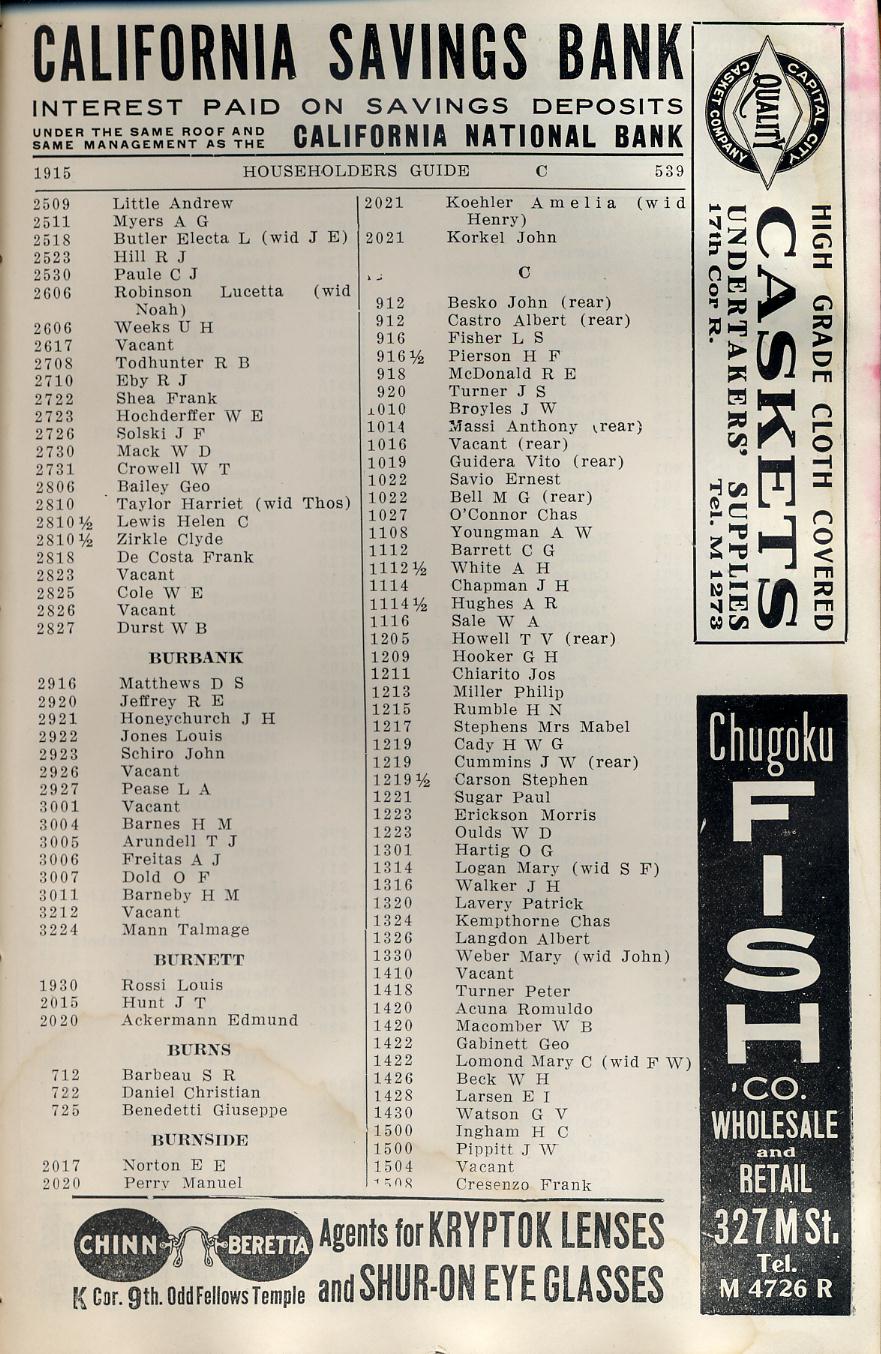 CALIFORNIA SAVINGS BANK
INTEREST PAID ON SAVINGS DEPOSITS
UNDER THE SAME ROOF AND
SAME MANAGEMENT AS THE CALIFORNIA NATIONAL BANK
1915 HOUSEHOLDERS GUIDE C 539
2509 Little Andrew
2511 Myers A G
2518 Butler Electa L (wid J E)
2523 Hill R J
2530 Paule C J
2606 Robinson Lucetta (wid
Noah)
2606 Weeks U H
2617 Vacant
2708 Todhunter R B
2710 Eby R J
2722 Shea Frank
2723 Hochderffer W E
2726 Solski J F
2730 Mack W D
2731 Crowell W T
2806 Bailey Geo
2810 Taylor Harriet (wid Thos)
2810½ Lewis Helen C
2810½ Zirkle Clyde
2818 De Costa Frank
2823 Vacant
2825 Cole W E
2826 Vacant
2827 Durst W B
BURBANK
2916 Matthews D S
2920 Jeffrey R E
2921 Honeychurch J H
2922 Jones Louis
2923 Schiro John
2926 Vacant
2927 Pease L A
3001 Vacant
3004 Barnes H M
3005 Arundell T J
3006 Freitas A J
3007 Dold O F
3011 Barneby H M
3212 Vacant
3224 Mann Talmage
BURNETT
1930 Rossi Louis
2015 Hunt J T
2020 Ackermann Edmund
BURNS
712 Barbeau S R
722 Daniel Christian
725 Benedetti Giuseppe
BURNSIDE
2017 Norton E E
2020 Perry Manuel
2021 Koehler Amelia (wid
Henry)
2021 Korkel John
C
912 Besko John (rear)
912 Castro Albert (rear)
916 Fisher L S
916½ Pierson H F
918 McDonald R E
920 Turner J S
1010 Broyles J W
1014 Massi Anthony (rear)
1016 Vacant (rear)
1019 Guidera Vito (rear)
1022 Savio Ernest
1022 Bell M G (rear)
1027 O'Connor Chas
1108 Youngman A W
1112 Barrett C G
1112½ White A H
1114 Chapman J H
1114½ Hughes A R
1116 Sale W A
1205 Howell T V (rear)
1209 Hooker G H
1211 Chiarito Jos
1213 Miller Philip
1215 Rumble H N
1217 Stephens Mrs Mabel
1219 Cady H W G
1219 Cummins J W (rear)
1219½ Carson Stephen
1221 Sugar Paul
1223 Erickson Morris
1223 Oulds W D
1301 Hartig O G
1314 Logan Mary (wid S F)
1316 Walker J H
1320 Lavery Patrick
1324 Kempthorne Chas
1326 Langdon Albert
1330 Weber Mary (wid John)
1410 Vacant
1418 Turner Peter
1420 Acuna Romuldo
1420 Macomber W B
1422 Gabinett Geo
1422 Lomond Mary C (wid F W)
1426 Beck W H
1428 Larsen E I
1430 Watson G V
1500 Ingham H C
1500 Pippitt J W
1504 Vacant
1508 Cresenzo Frank
CAPITAL CITY
QUALITY
CASKET COMPANY
HIGH GRADE CLOTH COVERED
CASKETS
UNDERTAKERS' SUPPLIES
17th Cor R. Tel. M 1273
Chugoku
FISH
CO.
WHOLESALE
and
RETAIL
327 M St.
Tel.
M 4726 R
CHINN BERETTA
K Cor. 9th. Odd Fellows Temple
Agents for KRYPTOK LENSES
and SHUR-ON EYE GLASSES